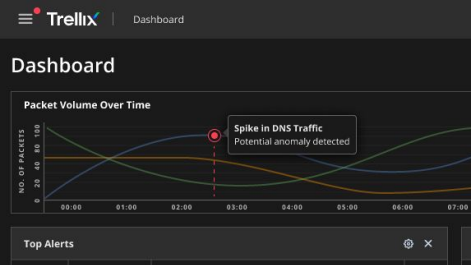 Trellix
Dashboard
Dashboard
Packet Volume Over Time
NO. OF PACKETS
100
80
40
20
0
Spike in DNS Traffic
Potential anomaly detected
00:00 01:00 02:00 03:00 04:00 05:00 06:00 07:00
Top Alerts